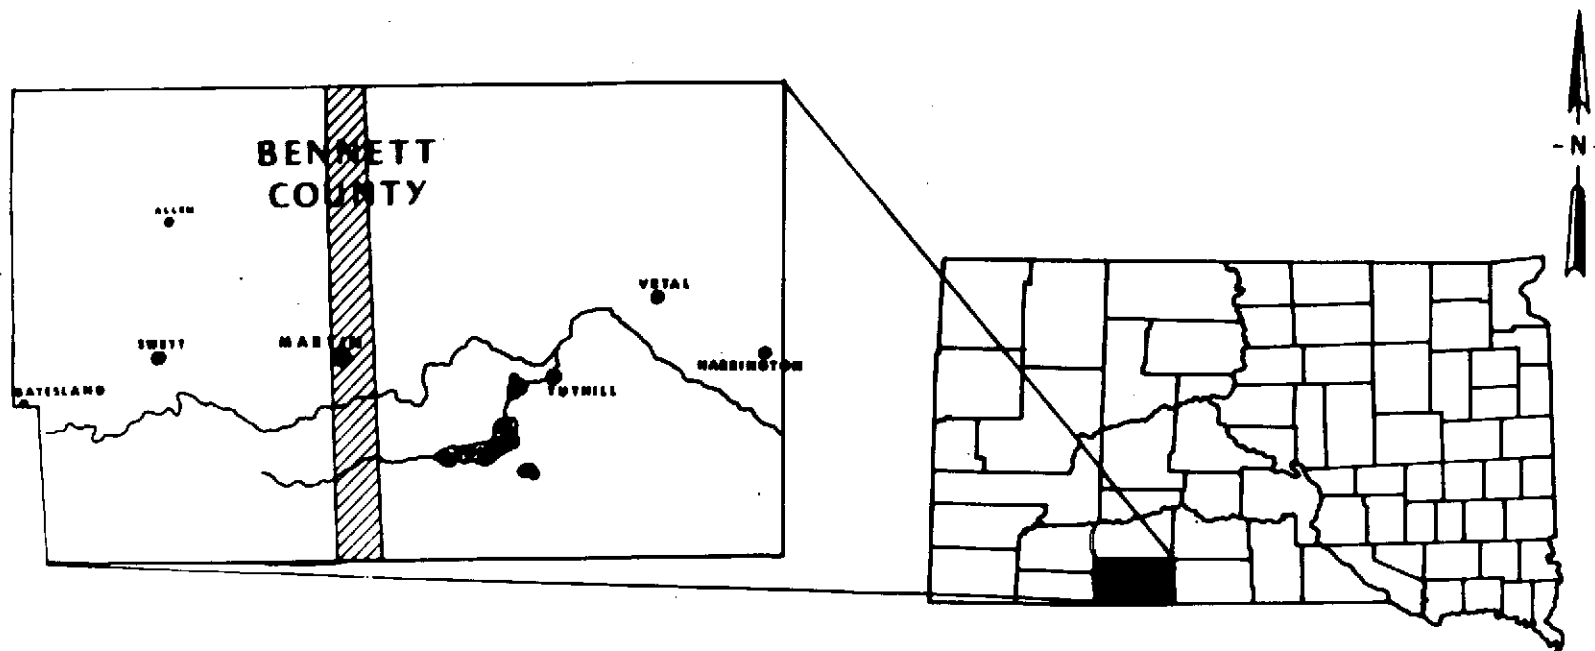 BENNETT
COUNTY
ALLEN
VETAL
SWETT
MARTIN
HARRINGTON
BATESLAND
TUTHILL
- N -